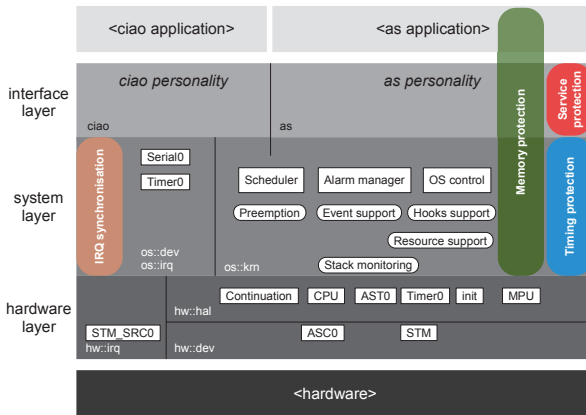 <ciao application>
<as application>
interface
layer
ciao personality
as personality
ciao
as
Memory protection
Service
protection
system
layer
IRQ synchronisation
Serial0
Timer0
Scheduler
Alarm manager
OS control
Preemption
Event support
Hooks support
Resource support
Stack monitoring
os::dev
os::irq
os::krn
Timing protection
hardware
layer
Continuation
CPU
AST0
Timer0
init
MPU
hw::hal
STM_SRC0
ASC0
STM
hw::irq
hw::dev
<hardware>